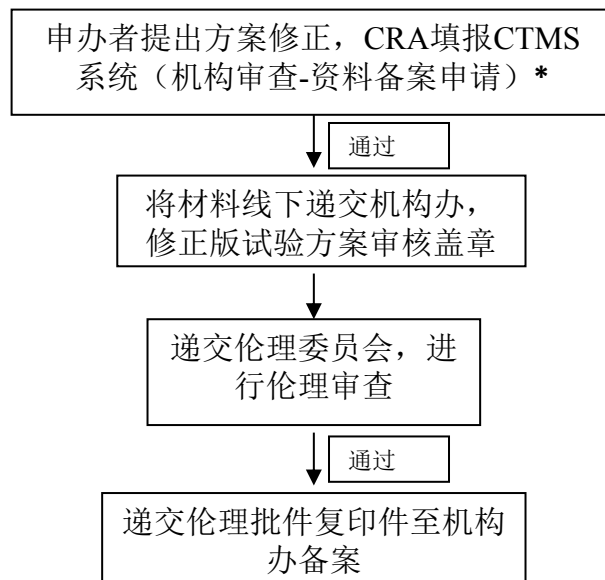 申办者提出方案修正，CRA填报CTMS
系统（机构审查-资料备案申请）*
通过
将材料线下递交机构办，
修正版试验方案审核盖章
递交伦理委员会，进
行伦理审查
通过
递交伦理批件复印件至机构
办备案